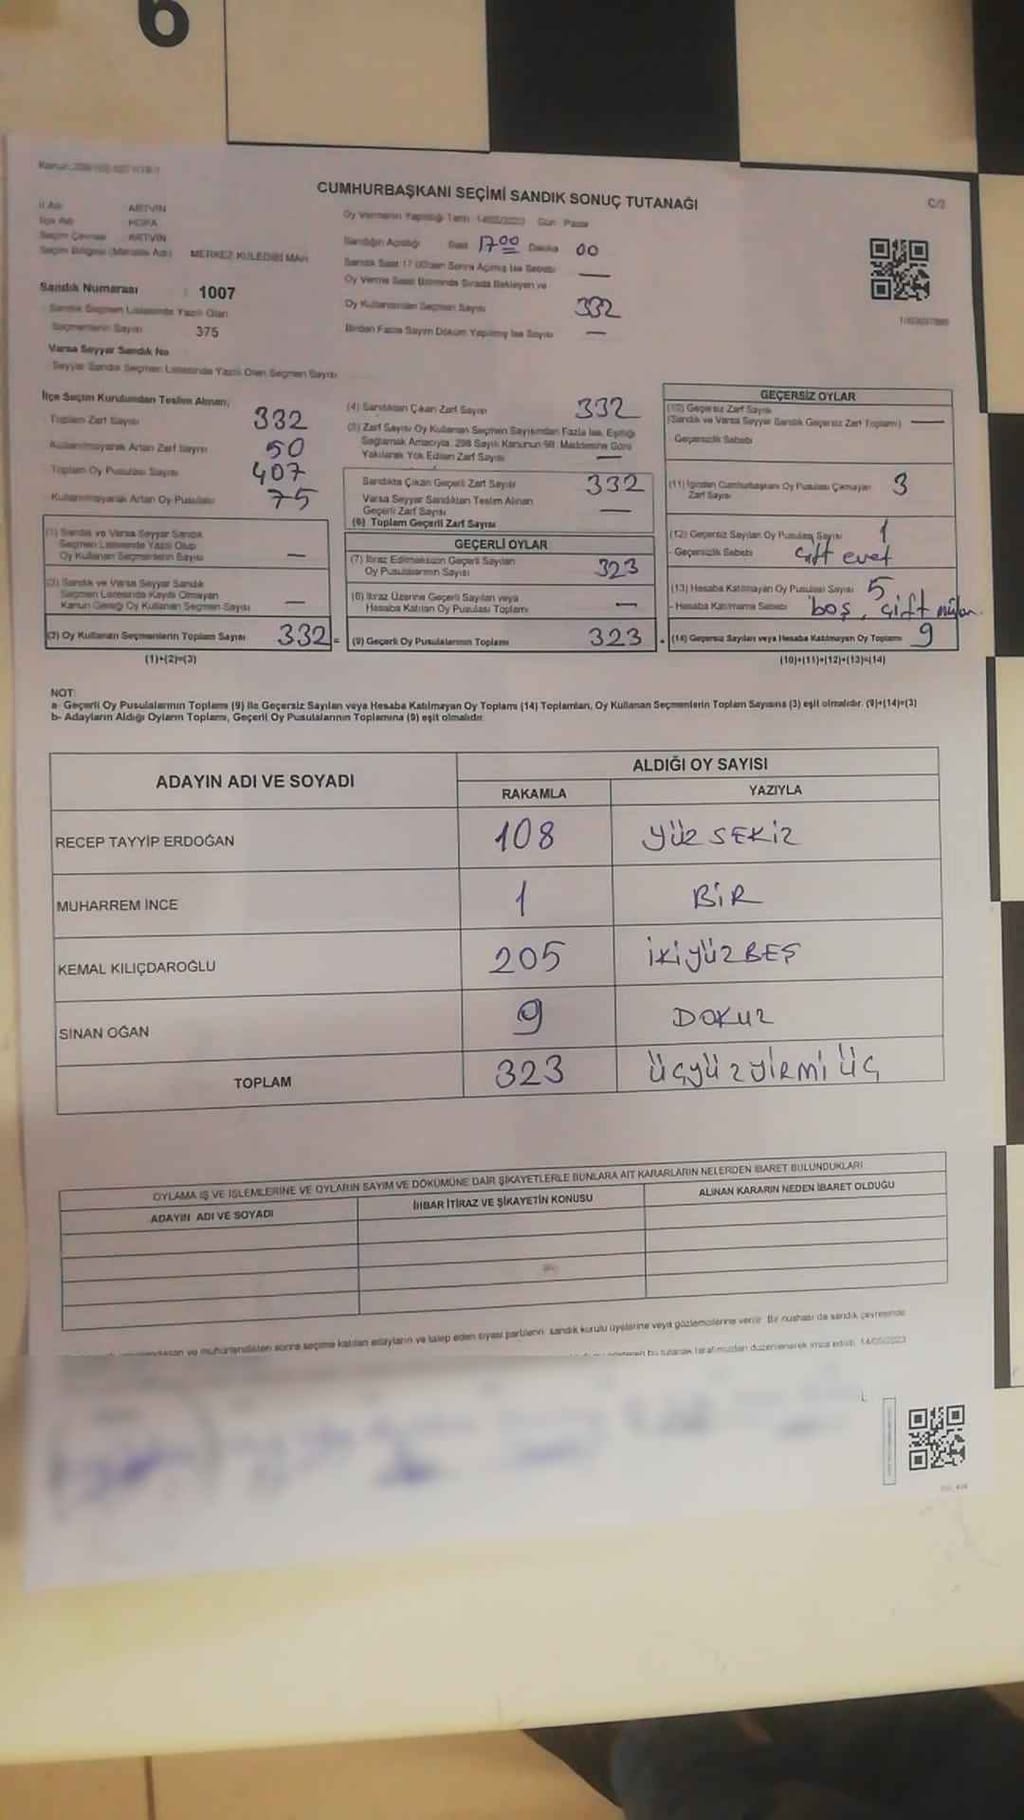 6
CUMHURBAŞKANI SEÇİMİ SANDIK SONUÇ TUTANAĞI
C/2
İl Adı ARTVİN
İlçe Adı HOPA
Seçim Çevresi ARTVİN
Seçim Bölgesi (Mahalle Adı) MERKEZ KULEDİBİ MAH
Sandık Numarası : 1007
Sandık Seçmen Listesinde Yazılı Olan
Seçmenlerin Sayısı 375
Varsa Seyyar Sandık No
Seyyar Sandık Seçmen Listesinde Yazılı Olan Seçmen Sayısı
Oy Vermenin Yapıldığı Tarih 14/05/2023 Gün Pazar
Sandığın Açıldığı Saat 17 00 Dakika 00
Sandık Saat 17.00'den Sonra Açılmış İse Sebebi —
Oy Verme Saati Bitiminde Sırada Bekleyen ve
Oy Kullanan Seçmen Sayısı 332
Birden Fazla Sayım Döküm Yapılmış İse Sayısı —
İlçe Seçim Kurulundan Teslim Alınan;
Toplam Zarf Sayısı 332
Kullanılmayarak Artan Zarf Sayısı 50
Toplam Oy Pusulası Sayısı 407
Kullanılmayarak Artan Oy Pusulası 75
(1) Sandık ve Varsa Seyyar Sandık
Seçmen Listesinde Yazılı Olup
Oy Kullanan Seçmenlerin Sayısı —
(2) Sandık ve Varsa Seyyar Sandık
Seçmen Listesinde Kaydı Olmayan
Kanun Gereği Oy Kullanan Seçmen Sayısı —
(3) Oy Kullanan Seçmenlerin Toplam Sayısı 332 =
(1)+(2)=(3)
(4) Sandıktan Çıkan Zarf Sayısı 332
(5) Zarf Sayısı Oy Kullanan Seçmen Sayısından Fazla İse, Eşitliği
Sağlamak Amacıyla, 298 Sayılı Kanunun 98. Maddesine Göre
Yakılarak Yok Edilen Zarf Sayısı —
Sandıkta Çıkan Geçerli Zarf Sayısı 332
Varsa Seyyar Sandıktan Teslim Alınan
Geçerli Zarf Sayısı —
(6) Toplam Geçerli Zarf Sayısı
GEÇERLİ OYLAR
(7) İtiraz Edilmeksizin Geçerli Sayılan
Oy Pusulalarının Sayısı 323
(8) İtiraz Üzerine Geçerli Sayılan veya
Hesaba Katılan Oy Pusulası Toplamı —
(9) Geçerli Oy Pusulalarının Toplamı 323
GEÇERSİZ OYLAR
(10) Geçersiz Zarf Sayısı
(Sandık ve Varsa Seyyar Sandık Geçersiz Zarf Toplamı) —
Geçersizlik Sebebi
(11) İçinden Cumhurbaşkanı Oy Pusulası Çıkmayan 3
Zarf Sayısı
(12) Geçersiz Sayılan Oy Pusulası Sayısı 1
- Geçersizlik Sebebi çift evet
(13) Hesaba Katılmayan Oy Pusulası Sayısı 5
- Hesaba Katılmama Sebebi boş, çift mühür.
(14) Geçersiz Sayılan veya Hesaba Katılmayan Oy Toplamı 9
(10)+(11)+(12)+(13)=(14)
NOT:
a- Geçerli Oy Pusulalarının Toplamı (9) ile Geçersiz Sayılan veya Hesaba Katılmayan Oy Toplamı (14) Toplamları, Oy Kullanan Seçmenlerin Toplam Sayısına (3) eşit olmalıdır. (9)+(14)=(3)
b- Adayların Aldığı Oyların Toplamı, Geçerli Oy Pusulalarının Toplamına (9) eşit olmalıdır.
ADAYIN ADI VE SOYADI
ALDIĞI OY SAYISI
RAKAMLA YAZIYLA
RECEP TAYYİP ERDOĞAN 108 YÜZ SEKİZ
MUHARREM İNCE 1 BİR
KEMAL KILIÇDAROĞLU 205 İKİYÜZBEŞ
SİNAN OĞAN 9 DOKUZ
TOPLAM 323 ÜÇYÜZYİRMİ ÜÇ
OYLAMA İŞ VE İŞLEMLERİNE VE OYLARIN SAYIM VE DÖKÜMÜNE DAİR ŞİKAYETLERLE BUNLARA AİT KARARLARIN NELERDEN İBARET BULUNDUKLARI
ADAYIN ADI VE SOYADI İHBAR İTİRAZ VE ŞİKAYETİN KONUSU ALINAN KARARIN NEDEN İBARET OLDUĞU
ve mühürlendikten sonra seçime katılan adayların ve talep eden siyasi partilerin sandık kurulu üyelerine veya gözlemcilerine verilir. Bir nushası da sandık çevresinde
bu tutanak tarafımızdan düzenlenerek imza edildi. 14/05/2023